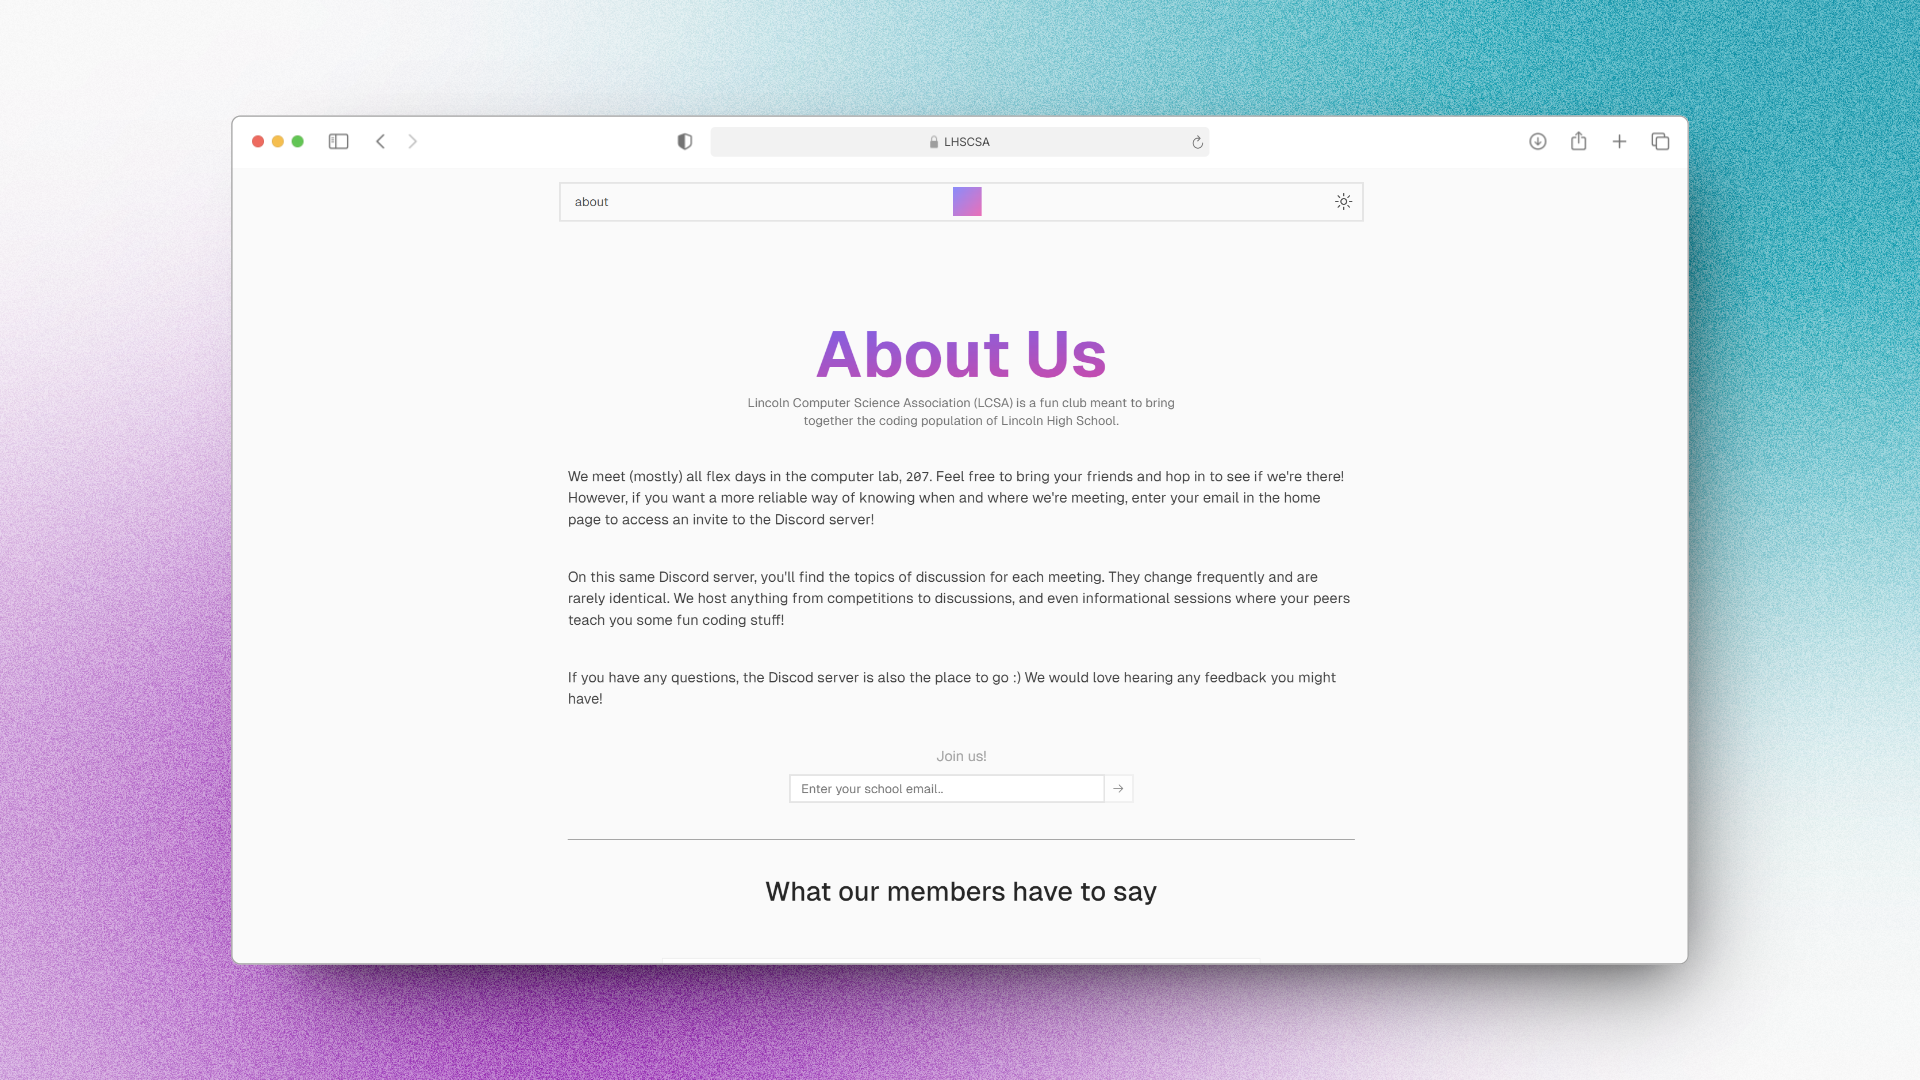 LHSCSA
about
About Us
Lincoln Computer Science Association (LCSA) is a fun club meant to bring
together the coding population of Lincoln High School.
We meet (mostly) all flex days in the computer lab, 207. Feel free to bring your friends and hop in to see if we're there!
However, if you want a more reliable way of knowing when and where we're meeting, enter your email in the home
page to access an invite to the Discord server!
On this same Discord server, you'll find the topics of discussion for each meeting. They change frequently and are
rarely identical. We host anything from competitions to discussions, and even informational sessions where your peers
teach you some fun coding stuff!
If you have any questions, the Discod server is also the place to go :) We would love hearing any feedback you might
have!
Join us!
Enter your school email..
What our members have to say